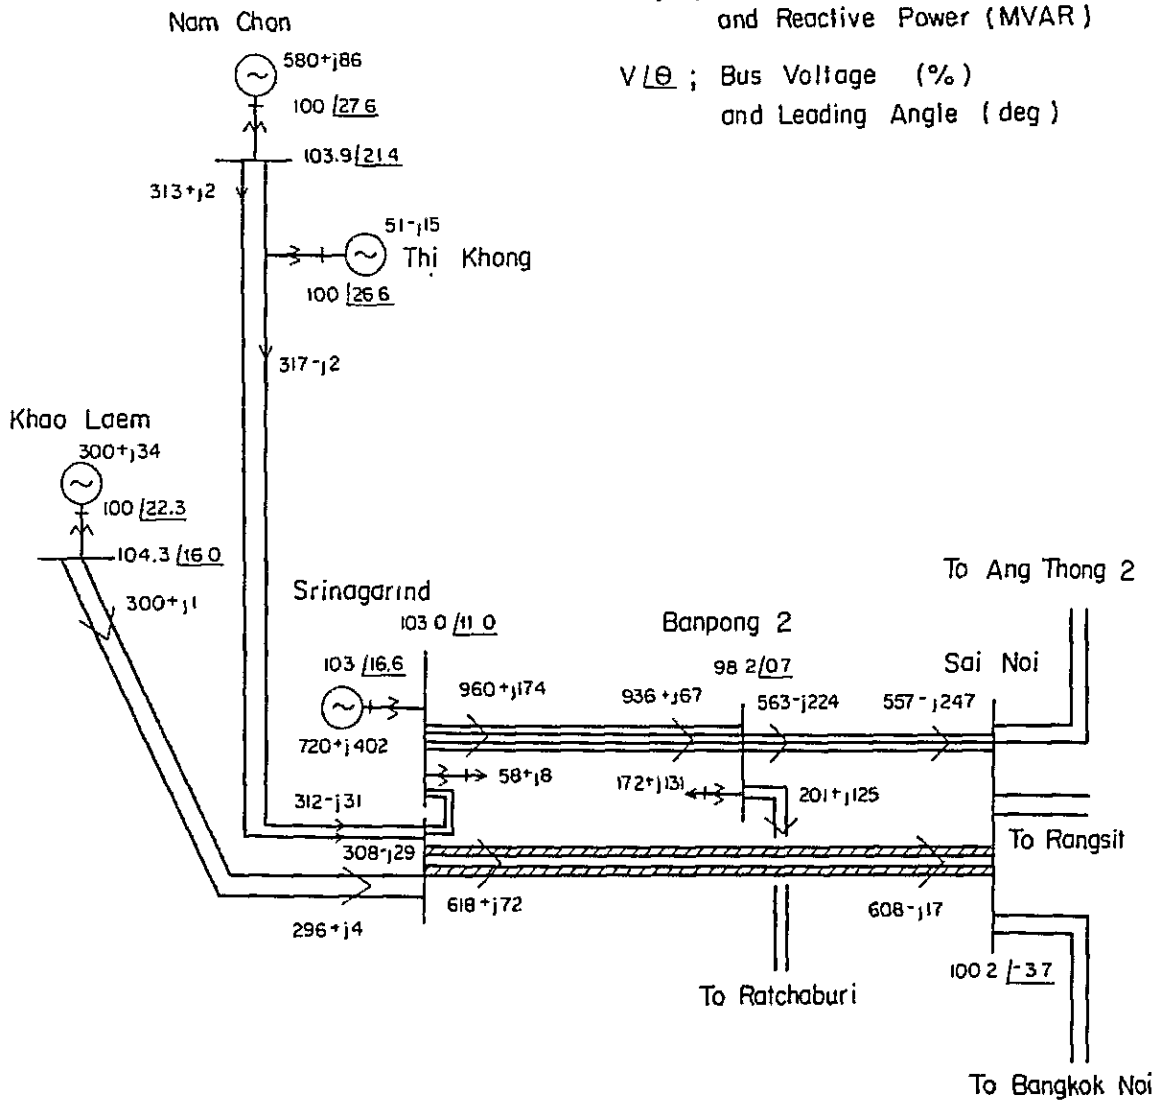 and Reactive Power (MVAR)
V/θ ; Bus Voltage (%)
and Leading Angle (deg)
Nam Chon
580+j86
100 /27.6
103.9/21.4
313+j2
51-j15
Thi Khong
100 /26.6
317-j2
Khao Laem
300+j34
100 /22.3
104.3/16 0
300+j1
Srinagarind
103 0 /11 0
103 /16.6
720+j402
960+j174
936+j67
Banpong 2
98 2/07
563-j224
557-j247
Sai Noi
To Ang Thong 2
58+j8
172+j131
201+j125
312-j31
308-j29
To Rangsit
296+j4
618+j72
608-j17
100 2 /-37
To Ratchaburi
To Bangkok Noi